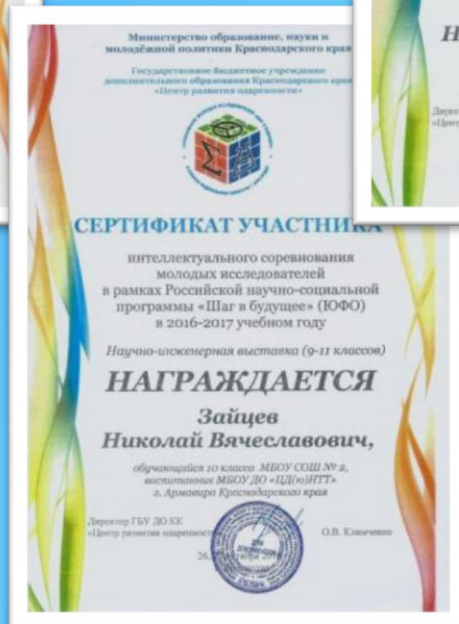 Министерство образование, науки и
молодёжной политики Краснодарского края
Государственное бюджетное учреждение
дополнительного образования Краснодарского края
«Центр развития одаренности»
СЕРТИФИКАТ УЧАСТНИКА
интеллектуального соревнования
молодых исследователей
в рамках Российской научно-социальной
программы «Шаг в будущее» (ЮФО)
в 2016-2017 учебном году
Научно-инженерная выставка (9-11 классов)
НАГРАЖДАЕТСЯ
Зайцев
Николай Вячеславович,
обучающийся 10 класса МБОУ СОШ № 2,
воспитанник МБОУ ДО «ЦД(ю)НТТ»
г. Армавира Краснодарского края
Директор ГБУ ДО КК
«Центр развития одаренности»
О.В. Ключенко
26
Н